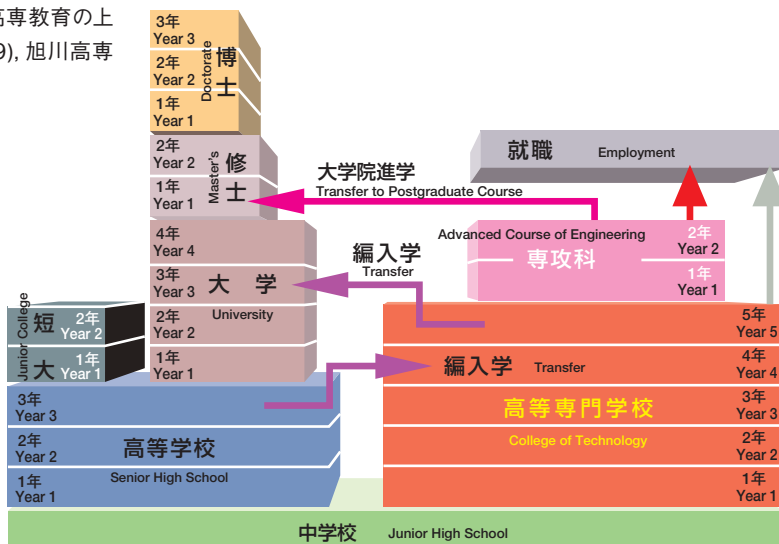 高専教育の上
9), 旭川高専
3年
Year 3
2年
Year 2
1年
Year 1
Doctorate
博士
2年
Year 2
1年
Year 1
Master's
修士
大学院進学
Transfer to Postgraduate Course
就職 Employment
4年
Year 4
3年
Year 3
2年
Year 2
1年
Year 1
大学
University
編入学
Transfer
Advanced Course of Engineering
専攻科
2年
Year 2
1年
Year 1
Junior College
短大
2年
Year 2
1年
Year 1
5年
Year 5
4年
Year 4
3年
Year 3
2年
Year 2
1年
Year 1
編入学 Transfer
高等専門学校
College of Technology
3年
Year 3
2年
Year 2
1年
Year 1
高等学校
Senior High School
中学校 Junior High School